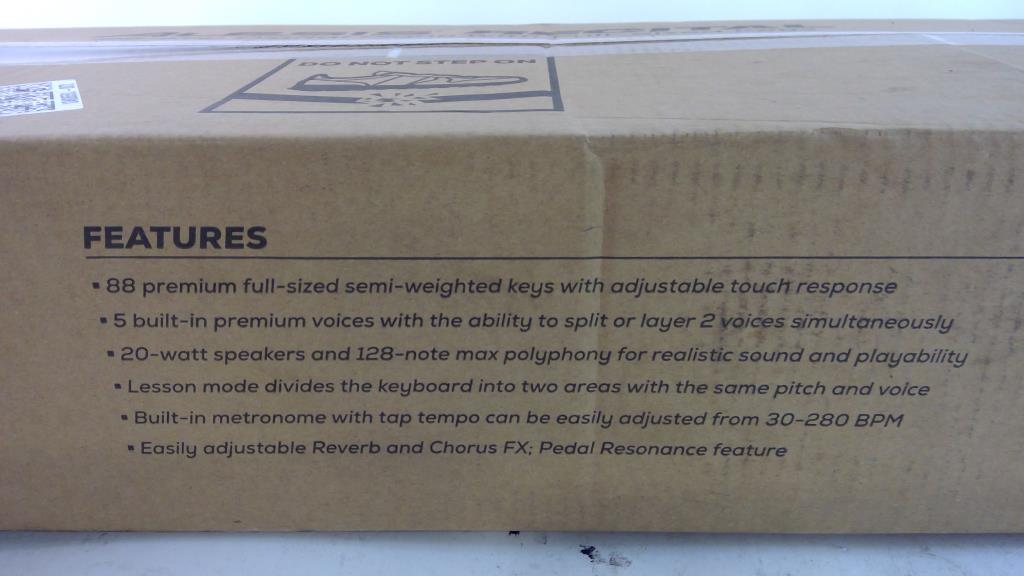 DO NOT STEP ON
FEATURES
▪ 88 premium full-sized semi-weighted keys with adjustable touch response
▪ 5 built-in premium voices with the ability to split or layer 2 voices simultaneously
▪ 20-watt speakers and 128-note max polyphony for realistic sound and playability
▪ Lesson mode divides the keyboard into two areas with the same pitch and voice
▪ Built-in metronome with tap tempo can be easily adjusted from 30-280 BPM
▪ Easily adjustable Reverb and Chorus FX; Pedal Resonance feature